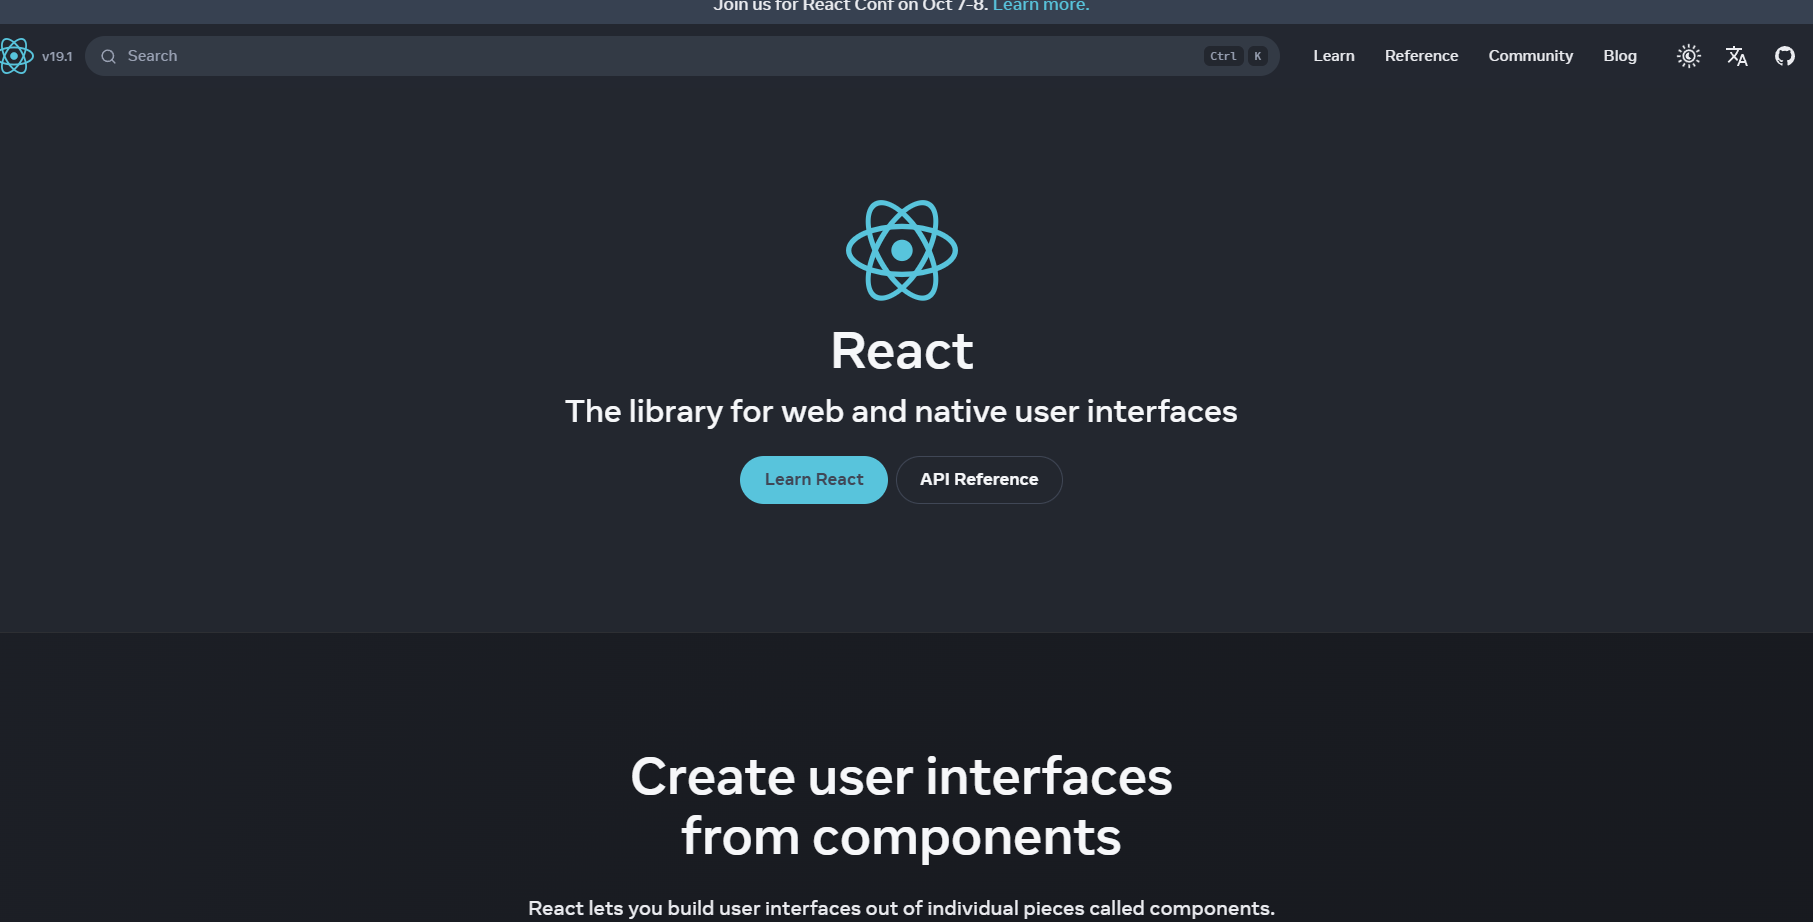 Join us for React Conf on Oct 7-8. Learn more.
v19.1 Search Ctrl K Learn Reference Community Blog
React
The library for web and native user interfaces
Learn React API Reference
Create user interfaces
from components
React lets you build user interfaces out of individual pieces called components.